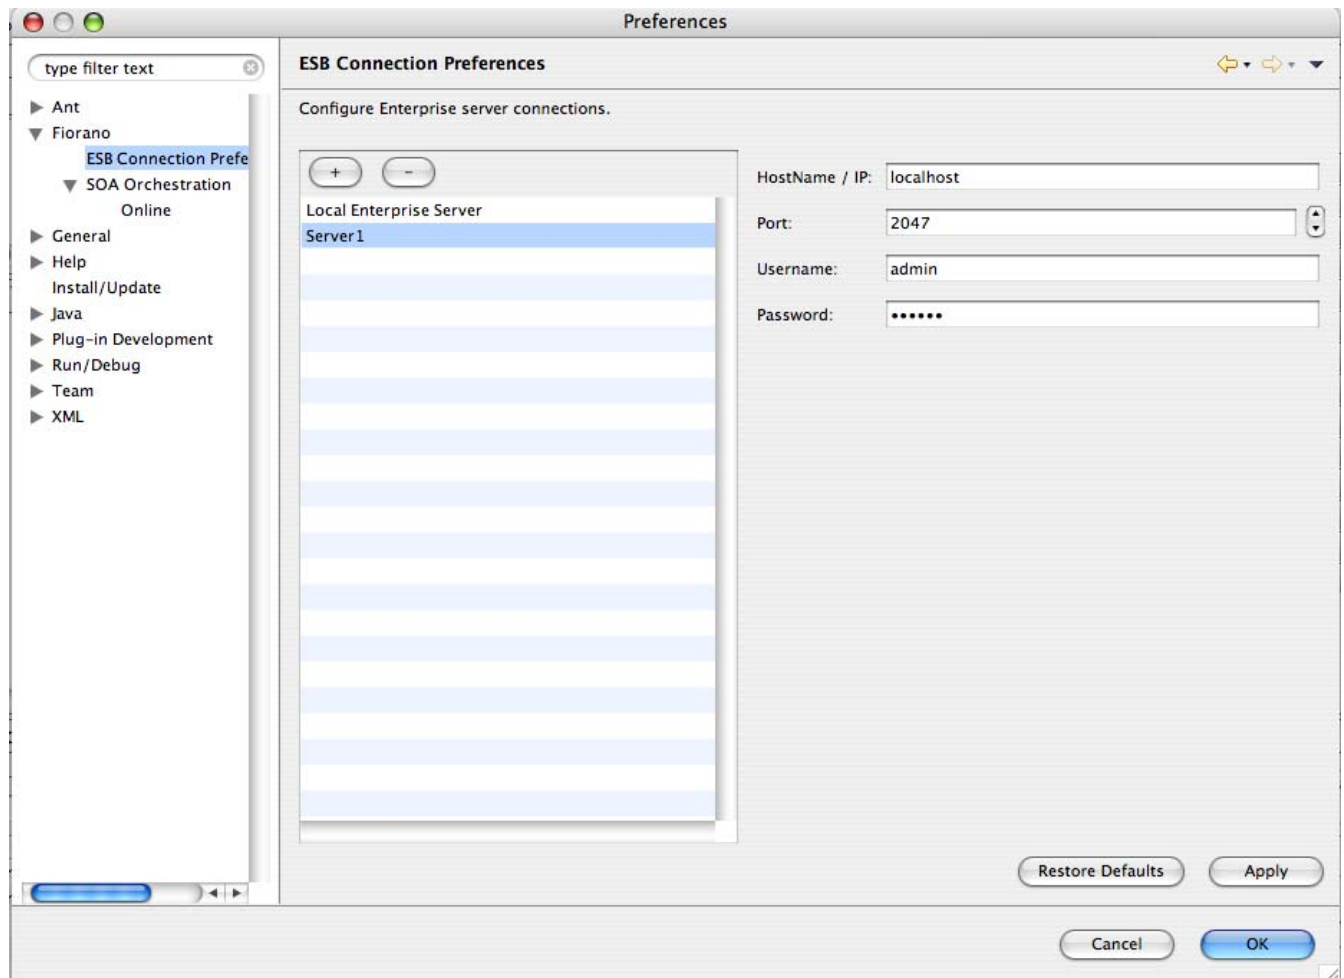 Preferences
type filter text
Ant
Fiorano
ESB Connection Prefe
SOA Orchestration
Online
General
Help
Install/Update
Java
Plug-in Development
Run/Debug
Team
XML
ESB Connection Preferences
Configure Enterprise server connections.
+ -
Local Enterprise Server
Server1
HostName / IP: localhost
Port: 2047
Username: admin
Password: ••••••
Restore Defaults Apply
Cancel OK